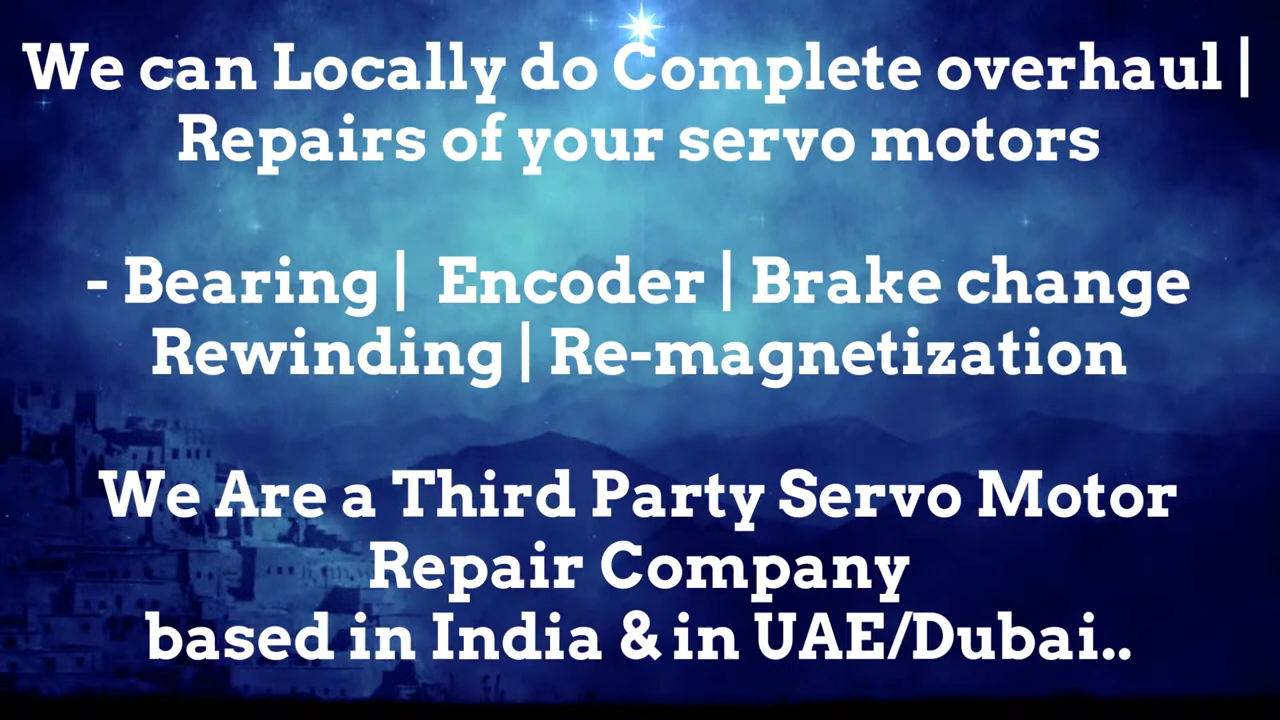 We can Locally do Complete overhaul |
Repairs of your servo motors
- Bearing | Encoder | Brake change
Rewinding | Re-magnetization
We Are a Third Party Servo Motor
Repair Company
based in India & in UAE/Dubai..